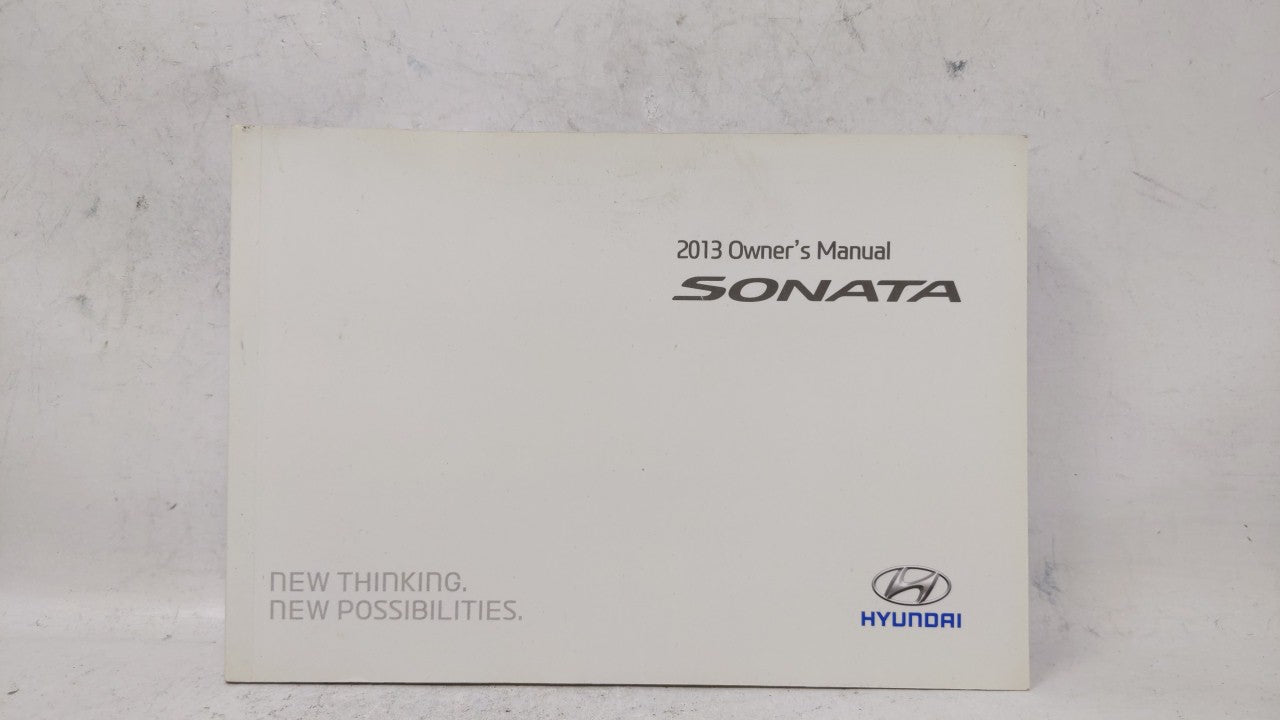 2013 Owner's Manual
SONATA
NEW THINKING.
NEW POSSIBILITIES.
HYUNDAI